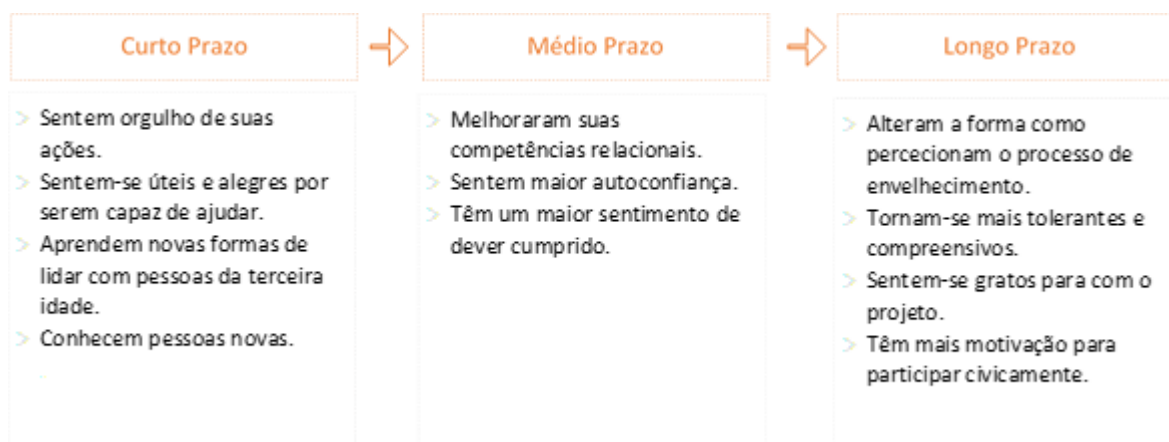 Curto Prazo
Sentem orgulho de suas
ações.
Sentem-se úteis e alegres por
serem capaz de ajudar.
Aprendem novas formas de
lidar com pessoas da terceira
idade.
Conhecem pessoas novas.
Médio Prazo
Melhoraram suas
competências relacionais.
Sentem maior autoconfiança.
Têm um maior sentimento de
dever cumprido.
Longo Prazo
Alteram a forma como
percecionam o processo de
envelhecimento.
Tornam-se mais tolerantes e
compreensivos.
Sentem-se gratos para com o
projeto.
Têm mais motivação para
participar civicamente.